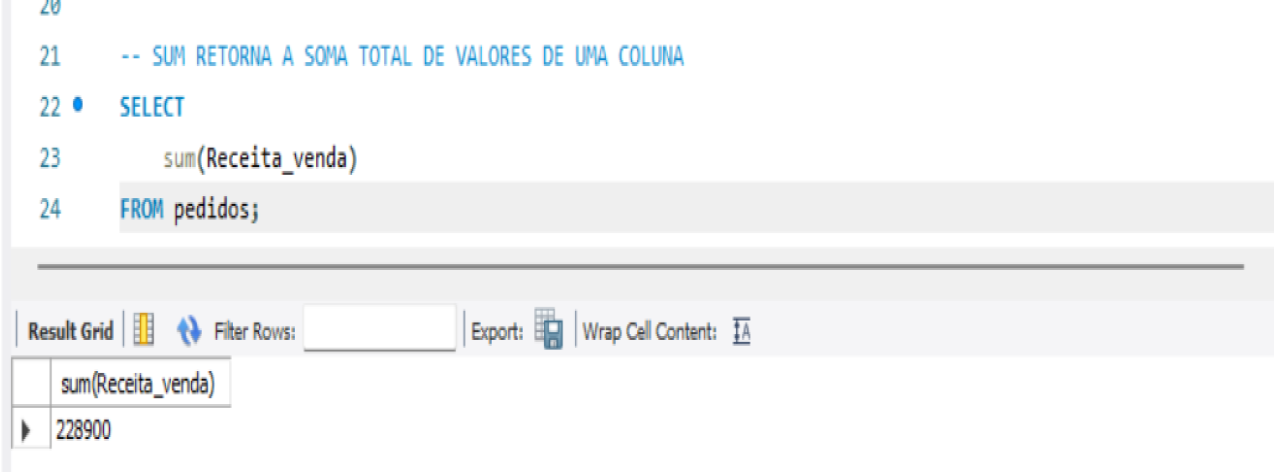 20
21 -- SUM RETORNA A SOMA TOTAL DE VALORES DE UMA COLUNA
22 SELECT
23 sum(Receita_venda)
24 FROM pedidos;
Result Grid Filter Rows: Export: Wrap Cell Content: IA
sum(Receita_venda)
228900